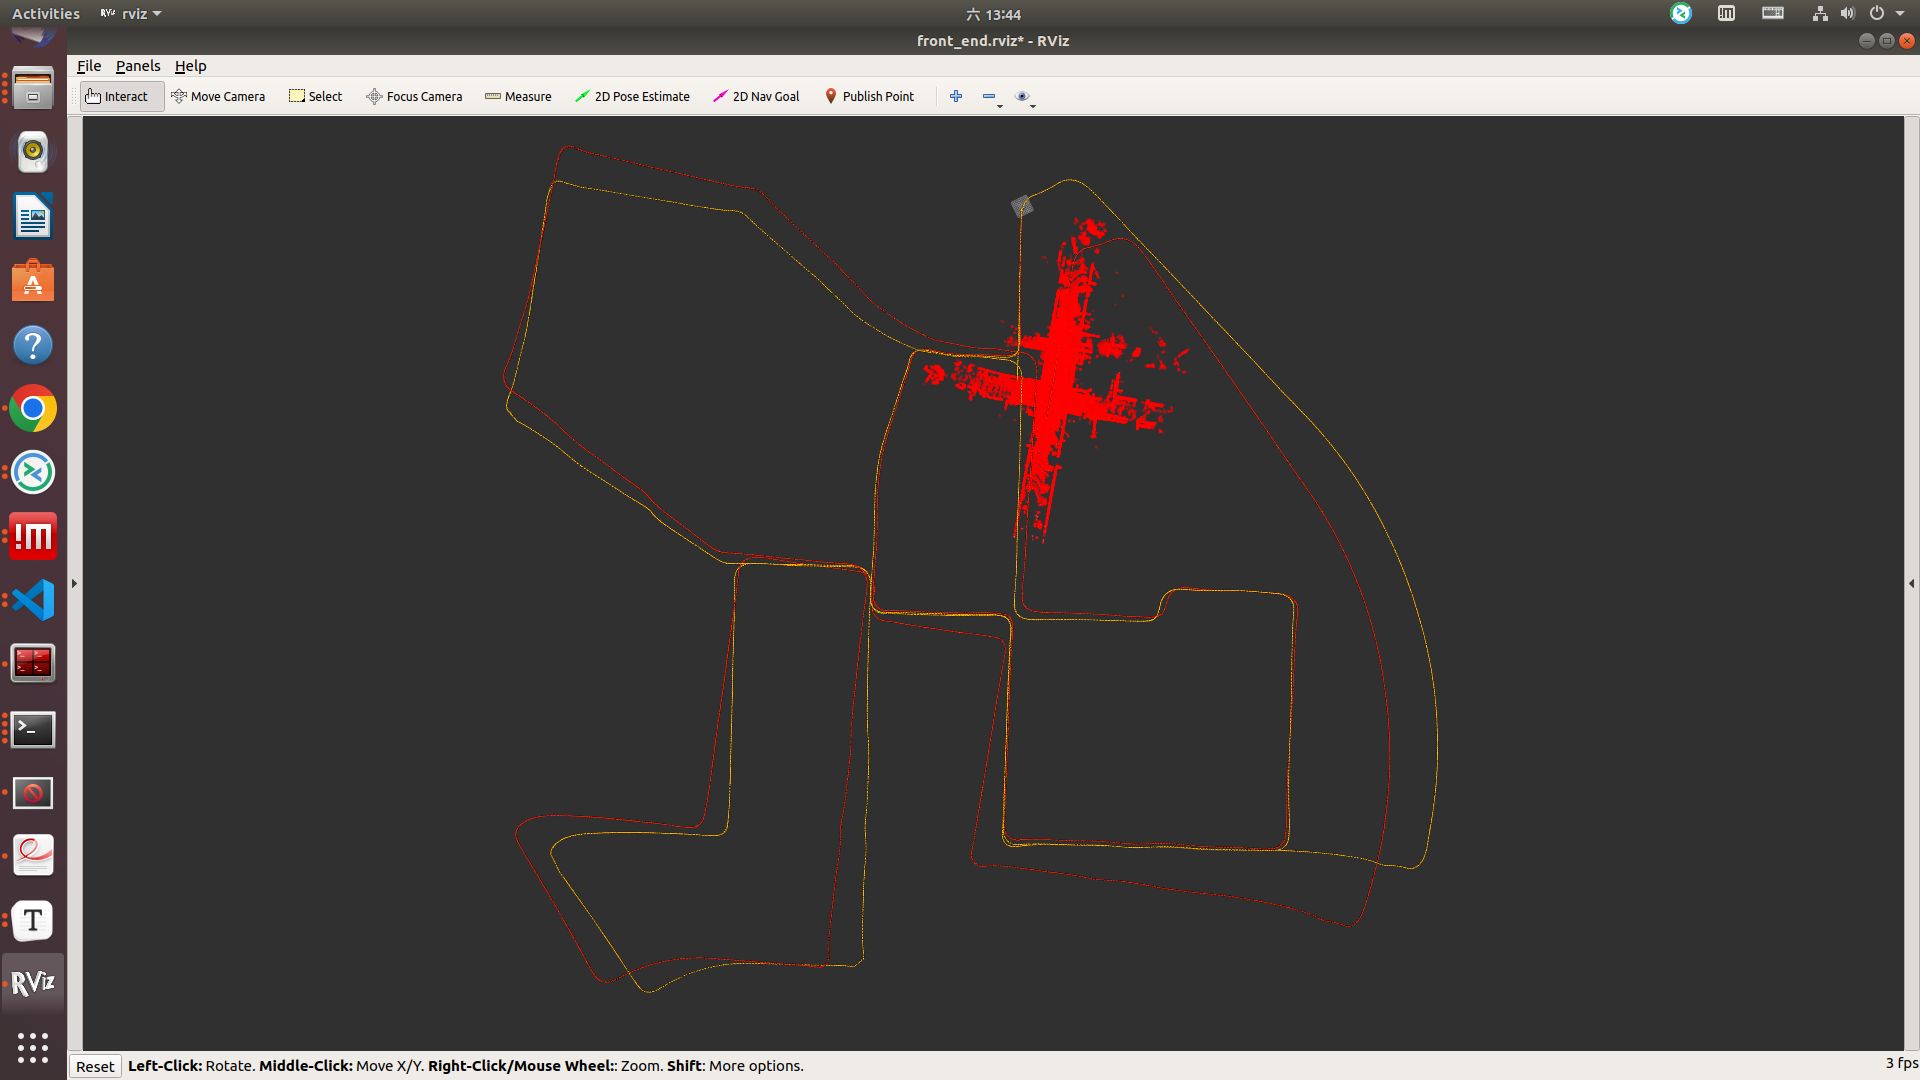 Activities
rviz
六 13:44
front_end.rviz* - RViz
File Panels Help
Interact Move Camera Select Focus Camera Measure 2D Pose Estimate 2D Nav Goal Publish Point
!m
T
RViz
Reset Left-Click: Rotate. Middle-Click: Move X/Y. Right-Click/Mouse Wheel:: Zoom. Shift: More options.
3 fps